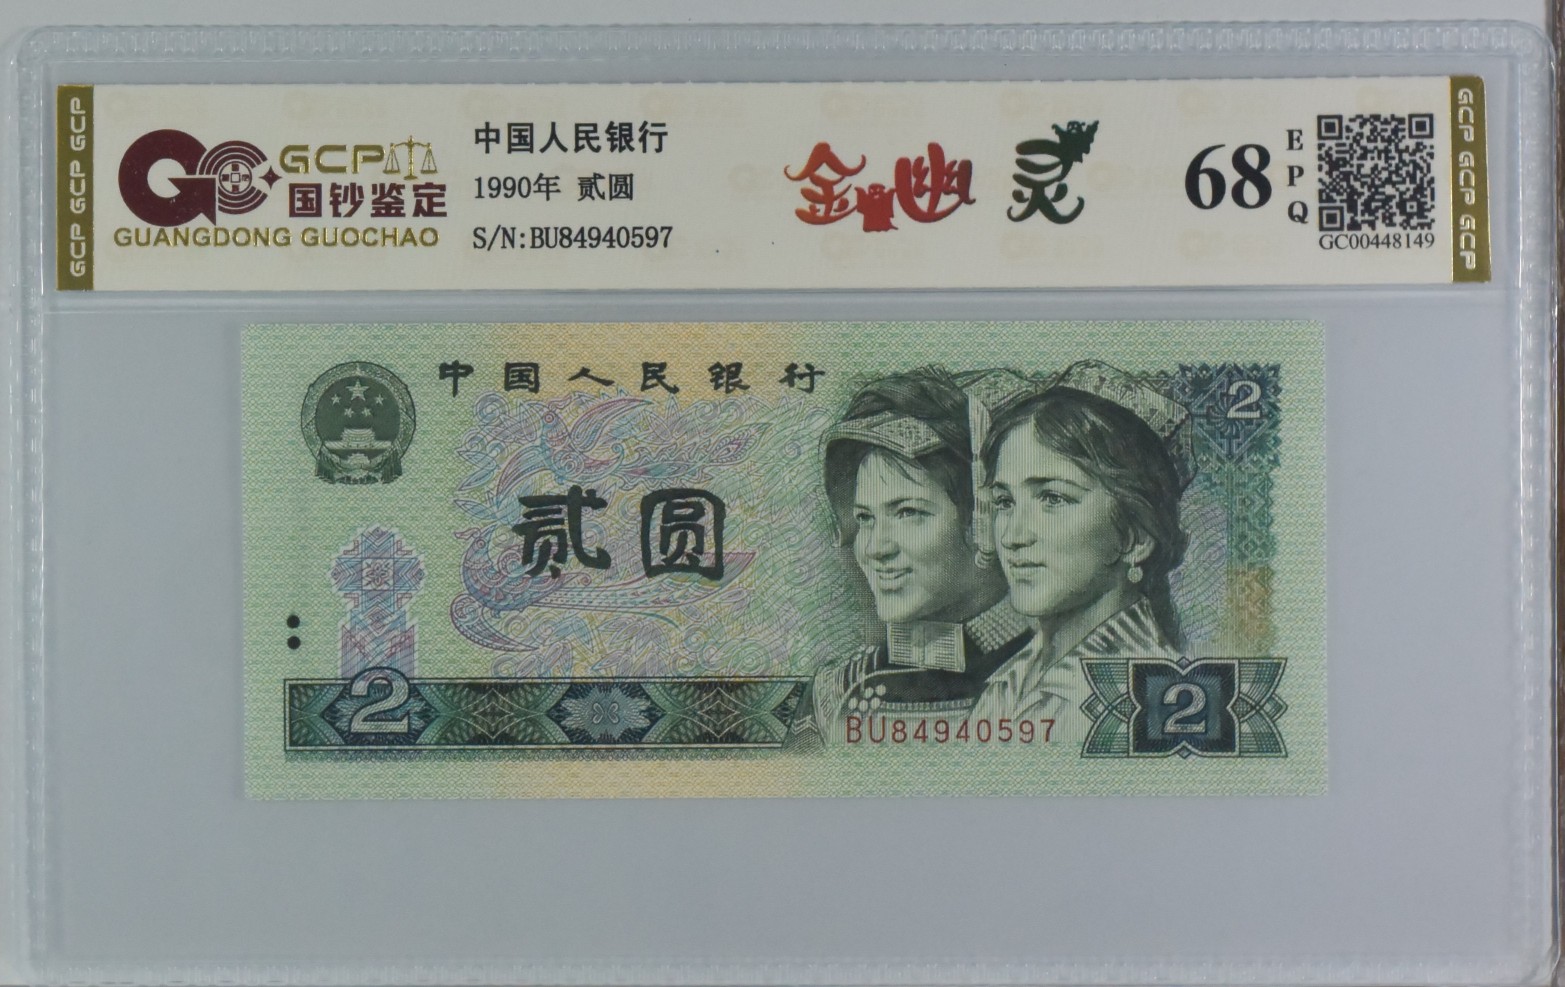 GCP GCP GCP
GCP
国钞鉴定
GUANGDONG GUOCHAO
中国人民银行
1990年 贰圆
S/N:BU84940597
金幽灵
68
EPQ
GC00448149
GCP GCP GCP
中国人民银行
2
贰圆
2
BU84940597
2